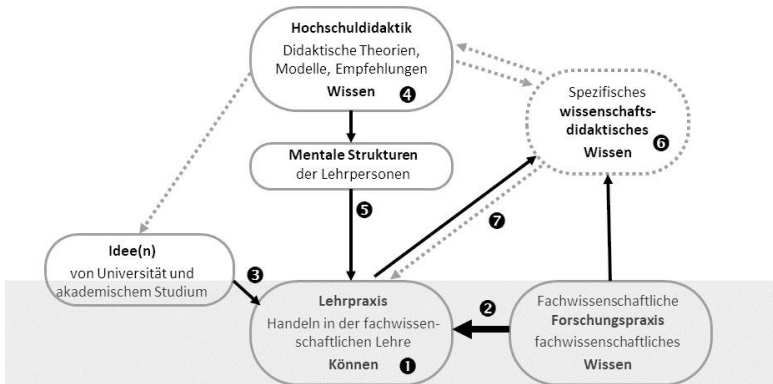 Hochschuldidaktik
Didaktische Theorien,
Modelle, Empfehlungen
Wissen ❹
Spezifisches
wissenschafts-
didaktisches ❻
Wissen
Mentale Strukturen
der Lehrpersonen
❺
❼
Idee(n)
von Universität und
akademischem Studium
❸
Lehrpraxis
Handeln in der fachwissen-
schaftlichen Lehre
Können ❶
❷
Fachwissenschaftliche
Forschungspraxis
fachwissenschaftliches
Wissen